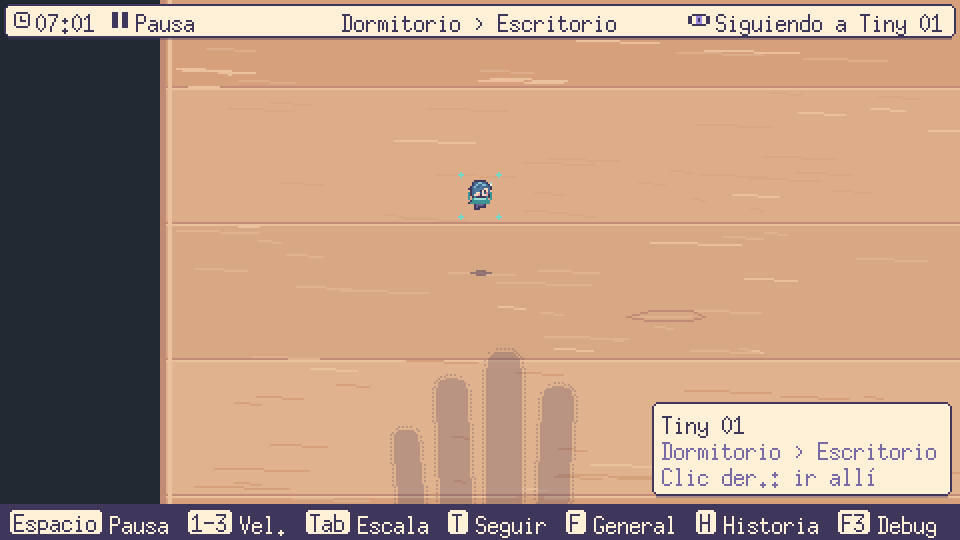 07:01 Pausa Dormitorio > Escritorio Siguiendo a Tiny 01
Tiny 01
Dormitorio > Escritorio
Clic der.: ir allí
Espacio Pausa 1-3 Vel. Tab Escala T Seguir F General H Historia F3 Debug